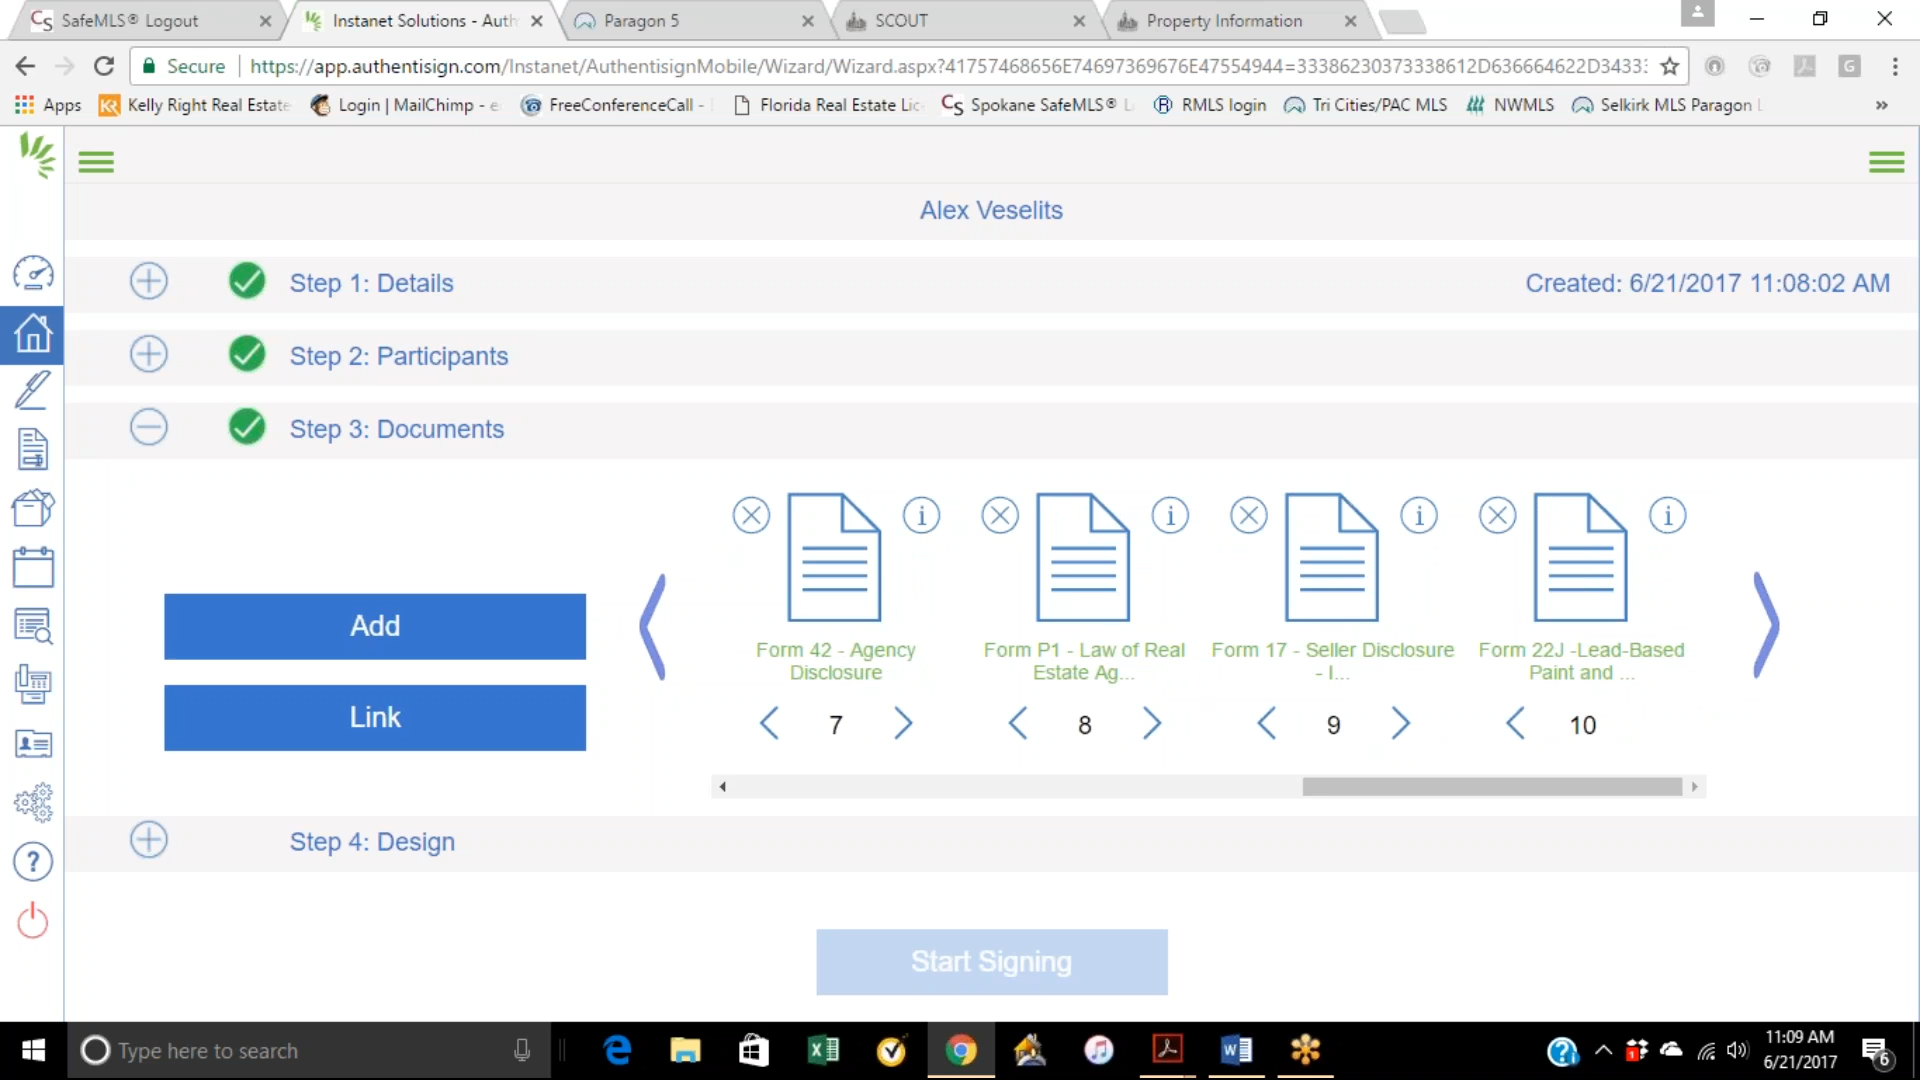 SafeMLS® Logout
Instanet Solutions - Auth
Paragon 5
SCOUT
Property Information
Secure
https://app.authentisign.com/Instanet/AuthentisignMobile/Wizard/Wizard.aspx?41757468656E74697369676E47554944=33386230373338612D636664622D3433
Apps
Kelly Right Real Estate
Login | MailChimp - e
FreeConferenceCall -
Florida Real Estate Lic
Spokane SafeMLS®
RMLS login
Tri Cities/PAC MLS
NWMLS
Selkirk MLS Paragon
»
Alex Veselits
Step 1: Details
Created: 6/21/2017 11:08:02 AM
Step 2: Participants
Step 3: Documents
Add
Link
Form 42 - Agency
Disclosure
Form P1 - Law of Real
Estate Ag...
Form 17 - Seller Disclosure
- I...
Form 22J -Lead-Based
Paint and ...
7
8
9
10
Step 4: Design
Start Signing
Type here to search
11:09 AM
6/21/2017
6